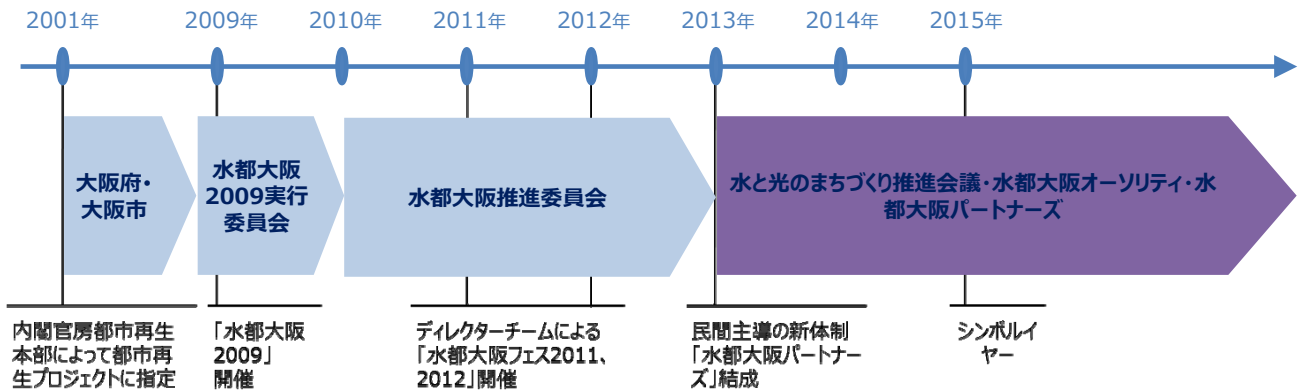 2001年
2009年
2010年
2011年
2012年
2013年
2014年
2015年
大阪府・
大阪市
水都大阪
2009実行
委員会
水都大阪推進委員会
水と光のまちづくり推進会議・水都大阪オーソリティ・水
都大阪パートナーズ
内閣官房都市再生
本部によって都市再
生プロジェクトに指定
「水都大阪
2009」
開催
ディレクターチームによる
「水都大阪フェス2011、
2012」開催
民間主導の新体制
「水都大阪パートナー
ズ」結成
シンボルイ
ヤー